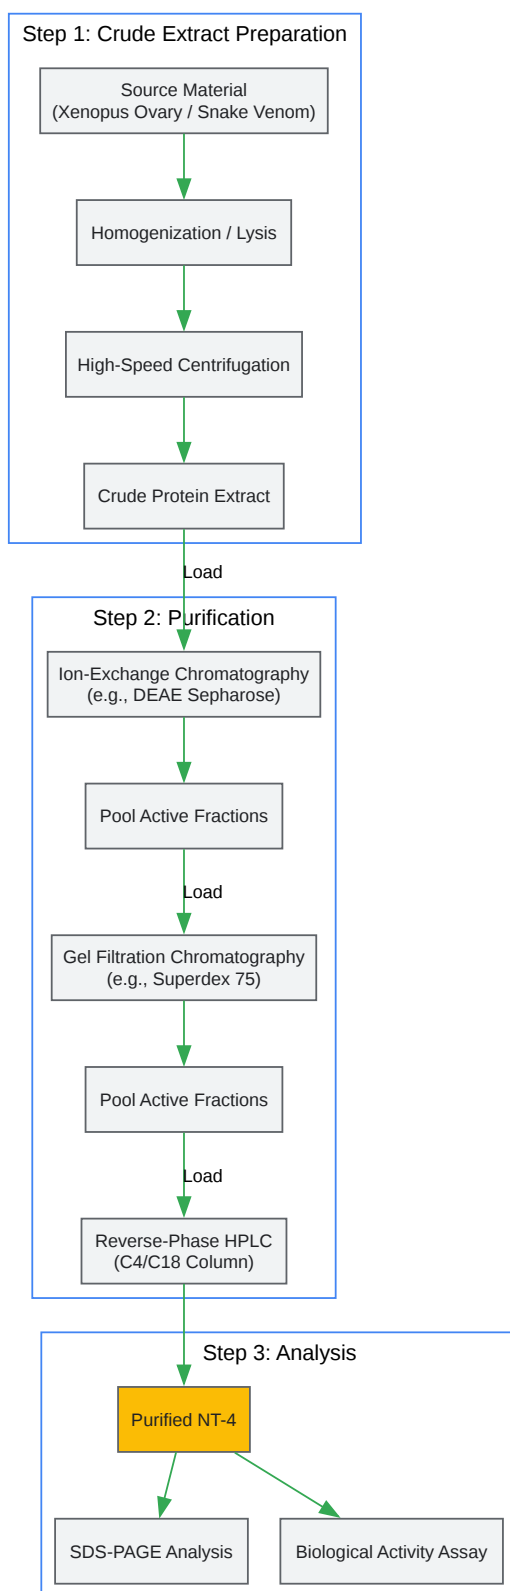 Step 1: Crude Extract Preparation
Source Material
(Xenopus Ovary / Snake Venom)
Homogenization / Lysis
High-Speed Centrifugation
Crude Protein Extract
Load
Step 2: Purification
Ion-Exchange Chromatography
(e.g., DEAE Sepharose)
Pool Active Fractions
Load
Gel Filtration Chromatography
(e.g., Superdex 75)
Pool Active Fractions
Load
Reverse-Phase HPLC
(C4/C18 Column)
Step 3: Analysis
Purified NT-4
SDS-PAGE Analysis
Biological Activity Assay